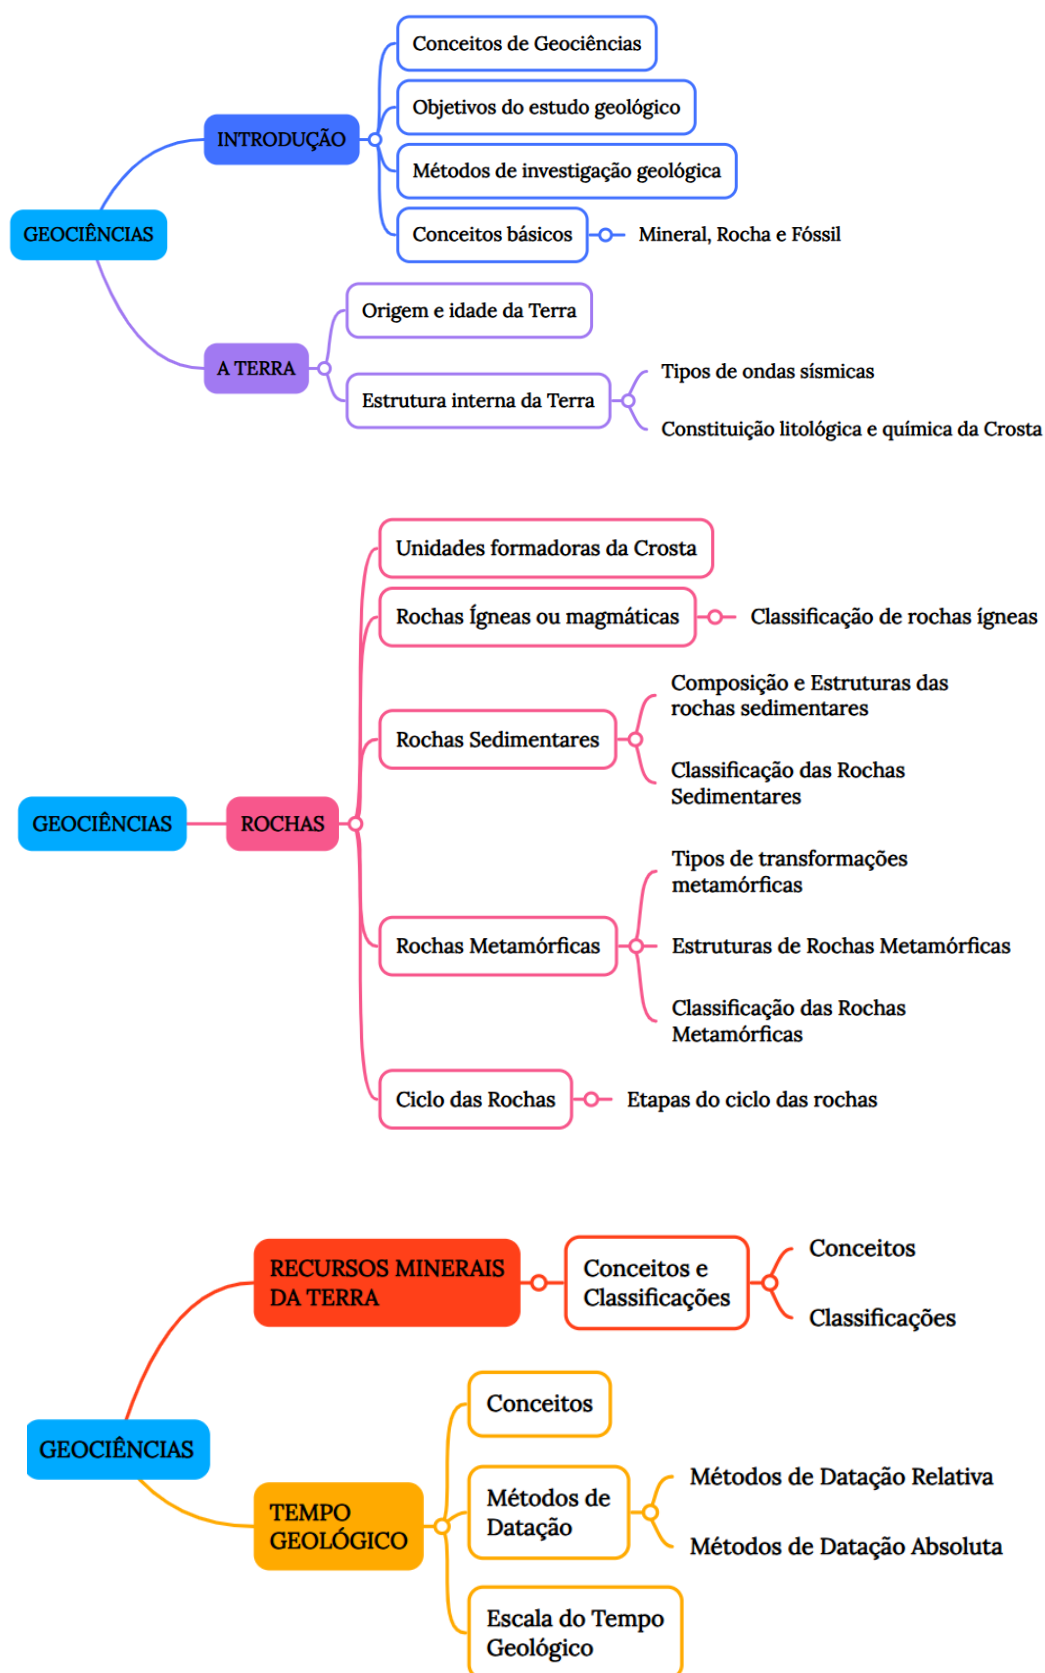 GEOCIÊNCIAS
INTRODUÇÃO
Conceitos de Geociências
Objetivos do estudo geológico
Métodos de investigação geológica
Conceitos básicos
Mineral, Rocha e Fóssil
A TERRA
Origem e idade da Terra
Estrutura interna da Terra
Tipos de ondas sísmicas
Constituição litológica e química da Crosta
GEOCIÊNCIAS
ROCHAS
Unidades formadoras da Crosta
Rochas Ígneas ou magmáticas
Classificação de rochas ígneas
Rochas Sedimentares
Composição e Estruturas das
rochas sedimentares
Classificação das Rochas
Sedimentares
Rochas Metamórficas
Tipos de transformações
metamórficas
Estruturas de Rochas Metamórficas
Classificação das Rochas
Metamórficas
Ciclo das Rochas
Etapas do ciclo das rochas
GEOCIÊNCIAS
RECURSOS MINERAIS
DA TERRA
Conceitos e
Classificações
Conceitos
Classificações
TEMPO
GEOLÓGICO
Conceitos
Métodos de
Datação
Métodos de Datação Relativa
Métodos de Datação Absoluta
Escala do Tempo
Geológico